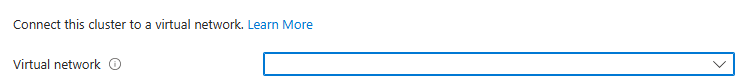 Connect this cluster to a virtual network. Learn More
Virtual network